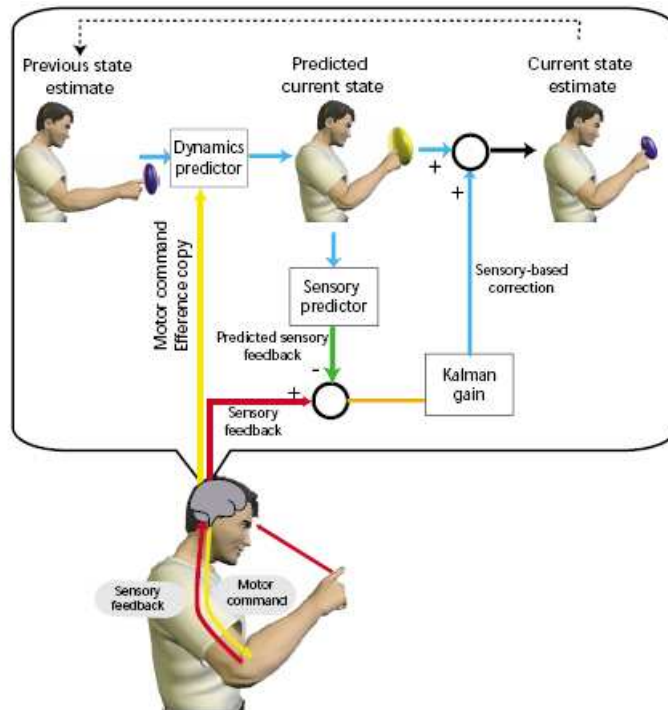 Previous state
estimate
Predicted
current state
Current state
estimate
Dynamics
predictor
+
+
Motor command
Efference copy
Sensory
predictor
Sensory-based
correction
Predicted sensory
feedback
-
+
Kalman
gain
Sensory
feedback
Sensory
feedback
Motor
command